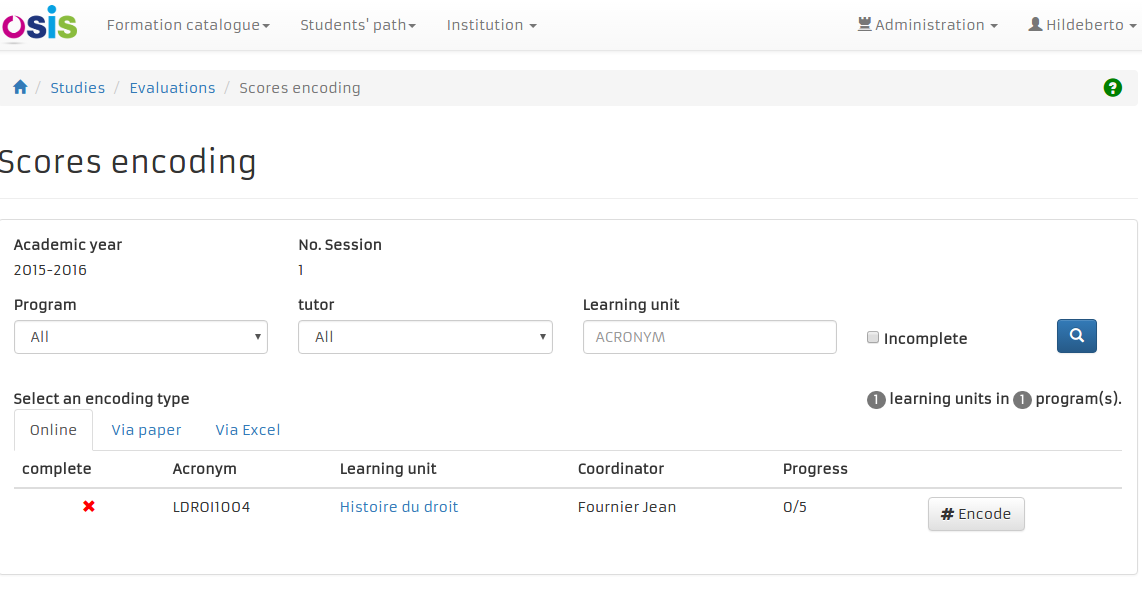 osis Formation catalogue Students' path Institution Administration Hildeberto
/ Studies / Evaluations / Scores encoding ?
Scores encoding
Academic year No. Session
2015-2016 1
Program tutor Learning unit
All All ACRONYM Incomplete
Select an encoding type 1 learning units in 1 program(s).
Online Via paper Via Excel
complete Acronym Learning unit Coordinator Progress
LDROI1004 Histoire du droit Fournier Jean 0/5 # Encode